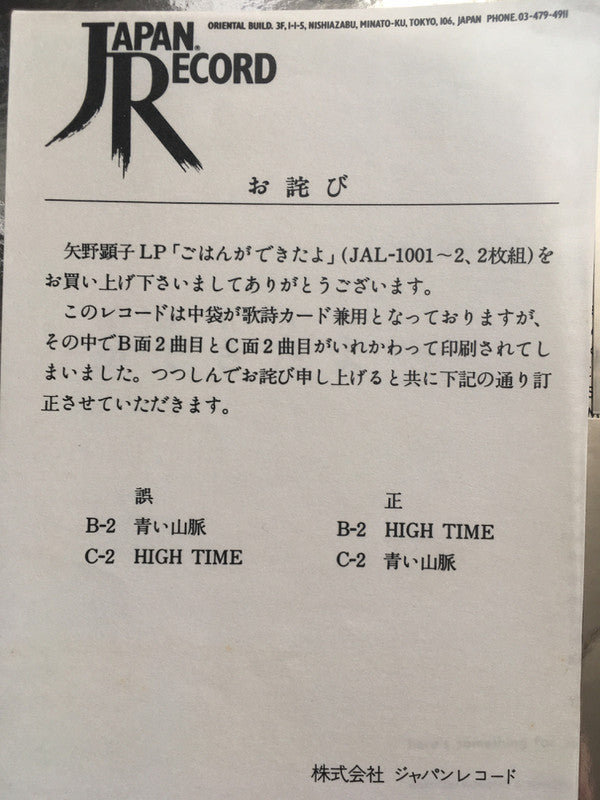 JAPAN® RECORD
ORIENTAL BUILD. 3F, 1-1-5, NISHIAZABU, MINATO-KU, TOKYO, 106, JAPAN PHONE. 03-479-4911
お詫び
矢野顕子LP「ごはんができたよ」(JAL-1001～2、2枚組)を
お買い上げ下さいましてありがとうございます。
このレコードは中袋が歌詩カード兼用となっておりますが、
その中でB面2曲目とC面2曲目がいれかわって印刷されてし
まいました。つつしんでお詫び申し上げると共に下記の通り訂
正させていただきます。
誤
B-2 青い山脈
C-2 HIGH TIME
正
B-2 HIGH TIME
C-2 青い山脈
株式会社 ジャパンレコード